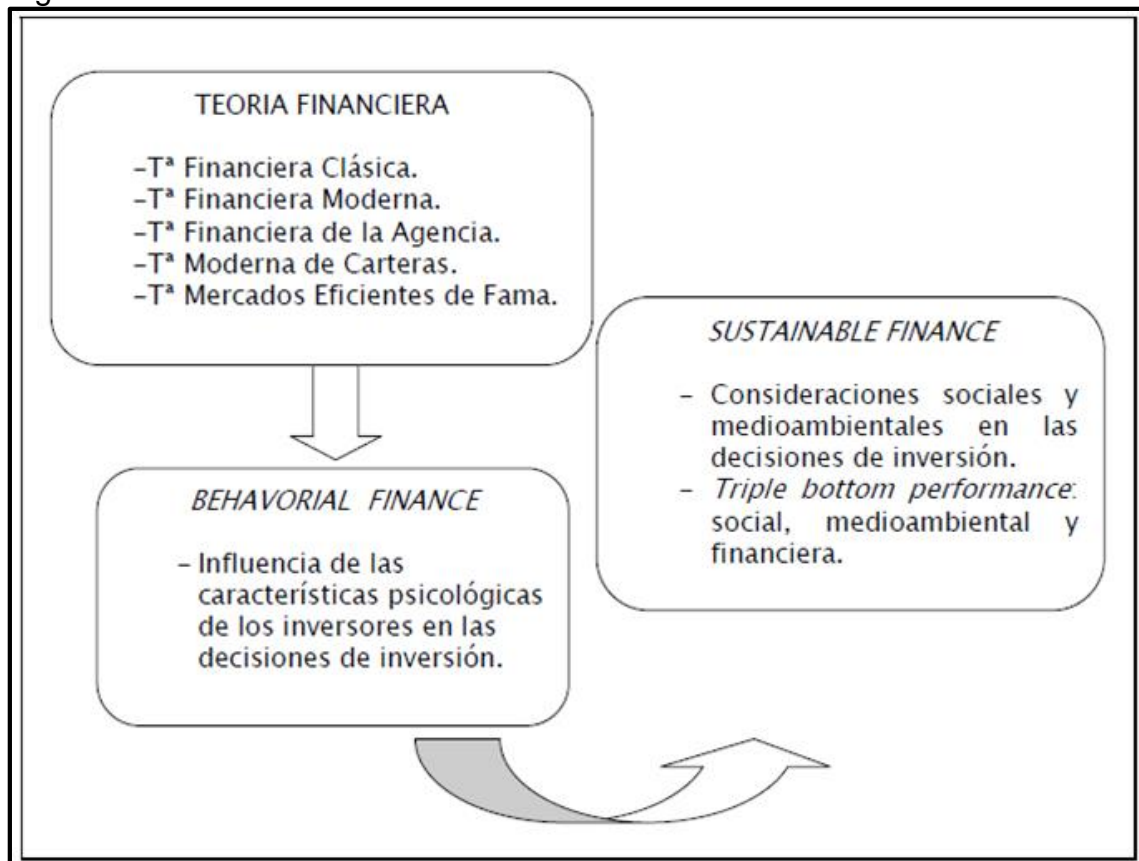 TEORIA FINANCIERA
-Tª Financiera Clásica.
-Tª Financiera Moderna.
-Tª Financiera de la Agencia.
-Tª Moderna de Carteras.
-Tª Mercados Eficientes de Fama.
BEHAVORIAL FINANCE
- Influencia de las
características psicológicas
de los inversores en las
decisiones de inversión.
SUSTAINABLE FINANCE
- Consideraciones sociales y
medioambientales en las
decisiones de inversión.
- Triple bottom performance:
social, medioambiental y
financiera.